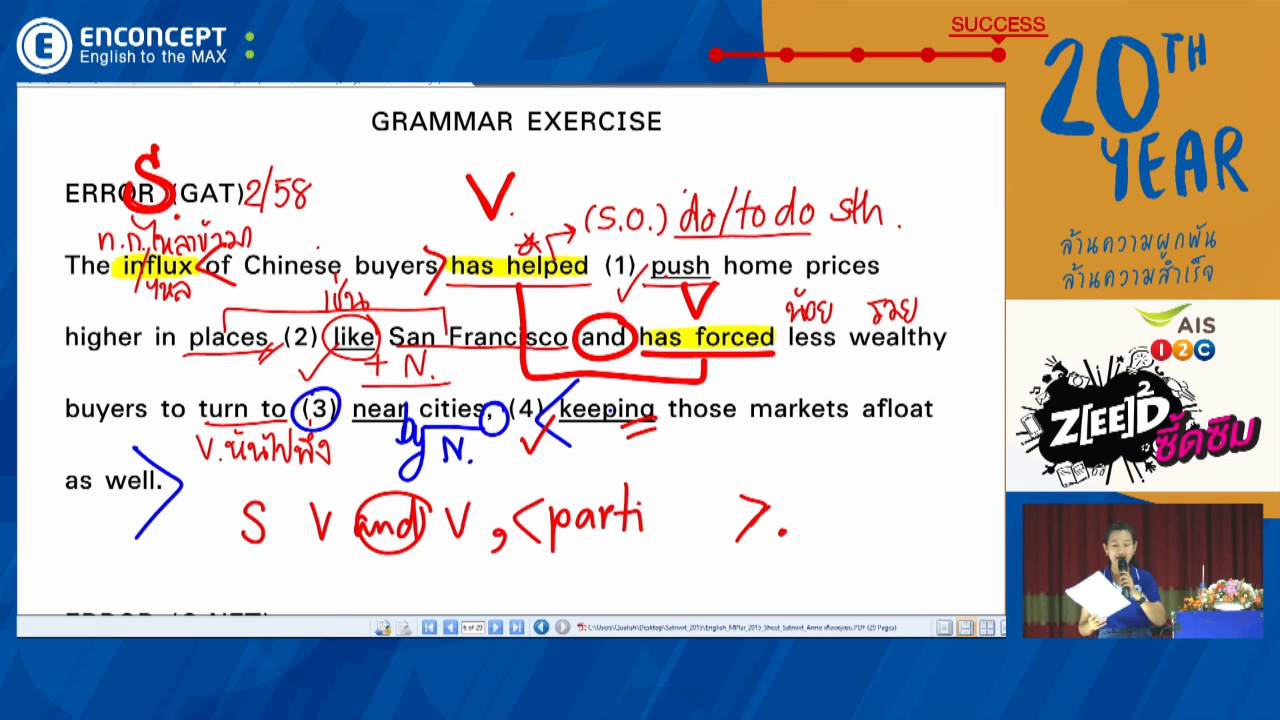 ENCONCEPT
English to the MAX
SUCCESS
20TH
YEAR
ล้านความผูกพัน
ล้านความสำเร็จ
AIS
12C
Z[EE]D2
ซี้ดซิม
GRAMMAR EXERCISE
S
ERROR (GAT) 2/58
V.
(S.O.) do/to do sth.
ท.ก.ไหลเข้ามา
The influx < of Chinese buyers > has helped (1) push home prices
ไหล
เช่น
V
น้อย รวย
higher in places (2) like San Francisco and has forced less wealthy
+ N.
buyers to turn to (3) near cities, (4) < keeping those markets afloat
V. หันไปพึ่ง
by N.
as well. >
S V and V , < parti > .
6 of 29